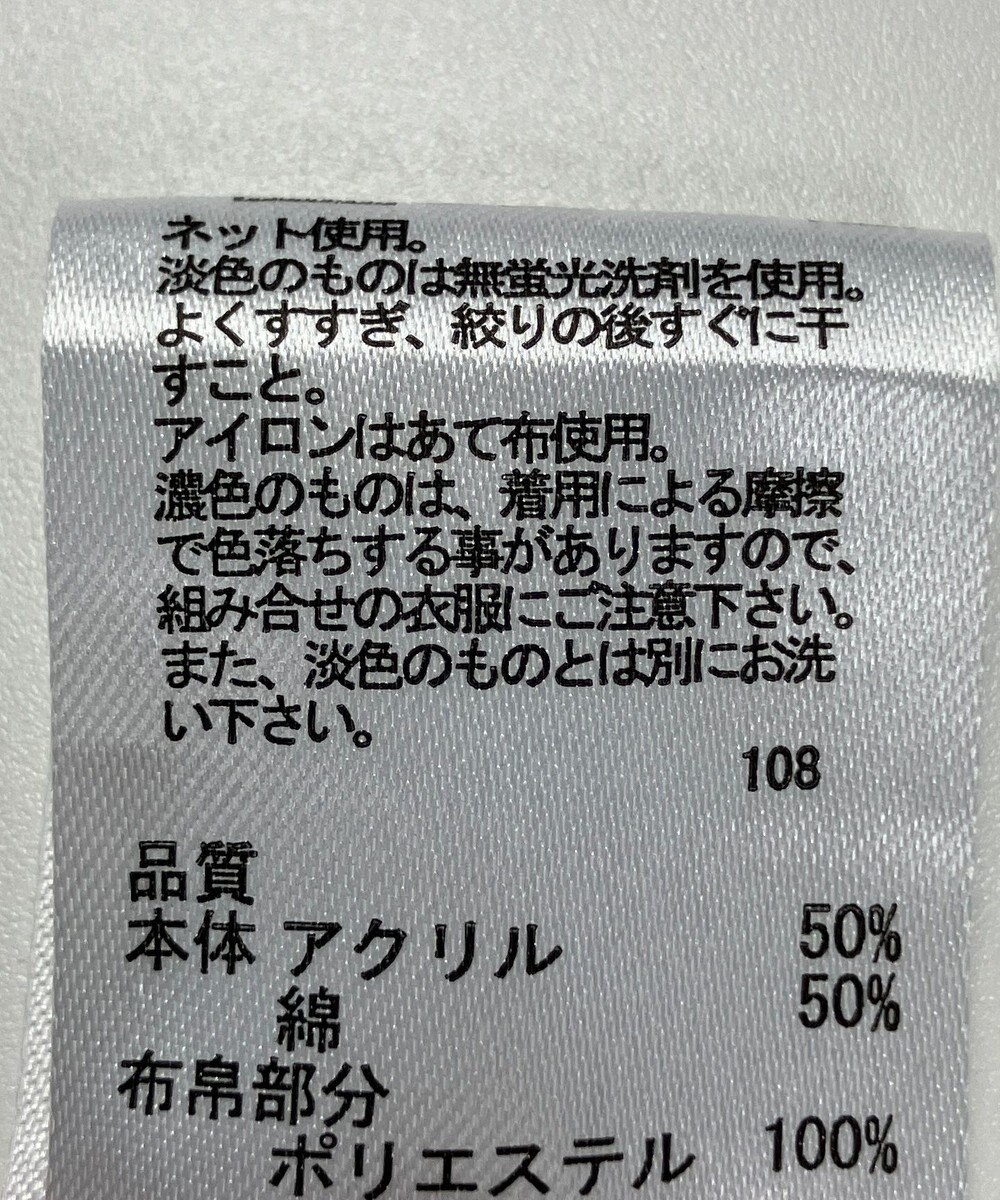 ネット使用。
淡色のものは無蛍光洗剤を使用。
よくすすぎ、絞りの後すぐに干
すこと。
アイロンはあて布使用。
濃色のものは、着用による摩擦
で色落ちする事がありますので、
組み合せの衣服にご注意下さい。
また、淡色のものとは別にお洗
い下さい。
108
品質
本体 アクリル 50%
綿 50%
布帛部分
ポリエステル 100%